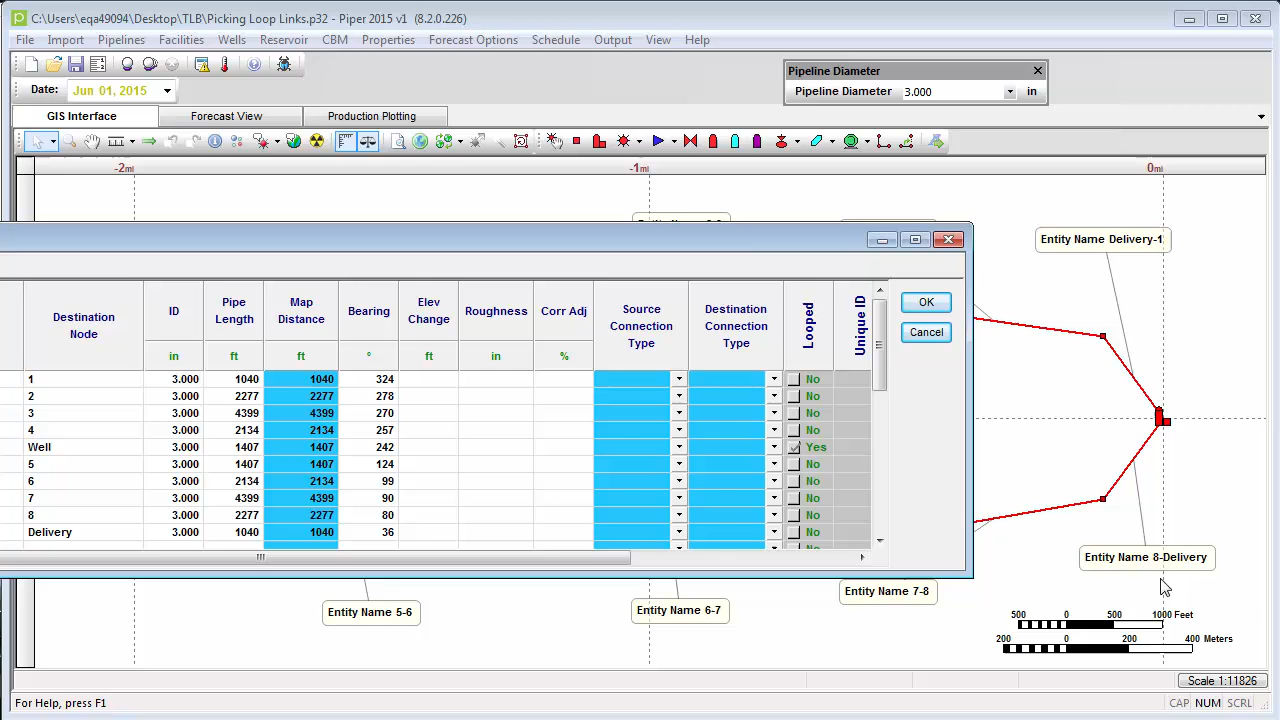 C:\Users\eqa49094\Desktop\TLB\Picking Loop Links.p32 - Piper 2015 v1 (8.2.0.226)
File Import Pipelines Facilities Wells Reservoir CBM Properties Forecast Options Schedule Output View Help
Pipeline Diameter
Date: Jun 01, 2015
Pipeline Diameter 3.000 in
GIS Interface Forecast View Production Plotting
-2mi -1mi 0mi
Entity Name Delivery-1
Destination Node ID Pipe Length Map Distance Bearing Elev Change Roughness Corr Adj Source Connection Type Destination Connection Type Looped Unique ID
in ft ft ° ft in %
OK
Cancel
1 3.000 1040 1040 324 No
2 3.000 2277 2277 278 No
3 3.000 4399 4399 270 No
4 3.000 2134 2134 257 No
Well 3.000 1407 1407 242 Yes
5 3.000 1407 1407 124 No
6 3.000 2134 2134 99 No
7 3.000 4399 4399 90 No
8 3.000 2277 2277 80 No
Delivery 3.000 1040 1040 36 No
Entity Name 8-Delivery
Entity Name 5-6 Entity Name 6-7 Entity Name 7-8
500 0 500 1000 Feet
200 0 200 400 Meters
Scale 1:11826
For Help, press F1 CAP NUM SCRL